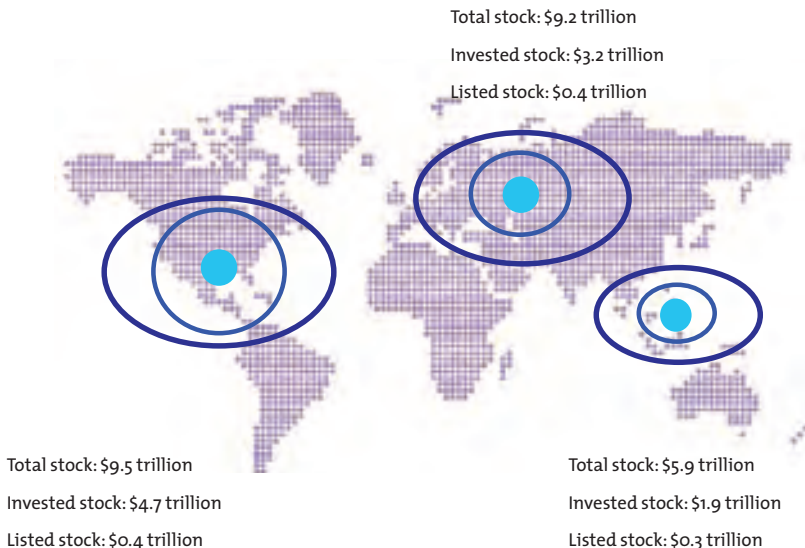 Total stock: $9.2 trillion
Invested stock: $3.2 trillion
Listed stock: $0.4 trillion
Total stock: $9.5 trillion
Invested stock: $4.7 trillion
Listed stock: $0.4 trillion
Total stock: $5.9 trillion
Invested stock: $1.9 trillion
Listed stock: $0.3 trillion